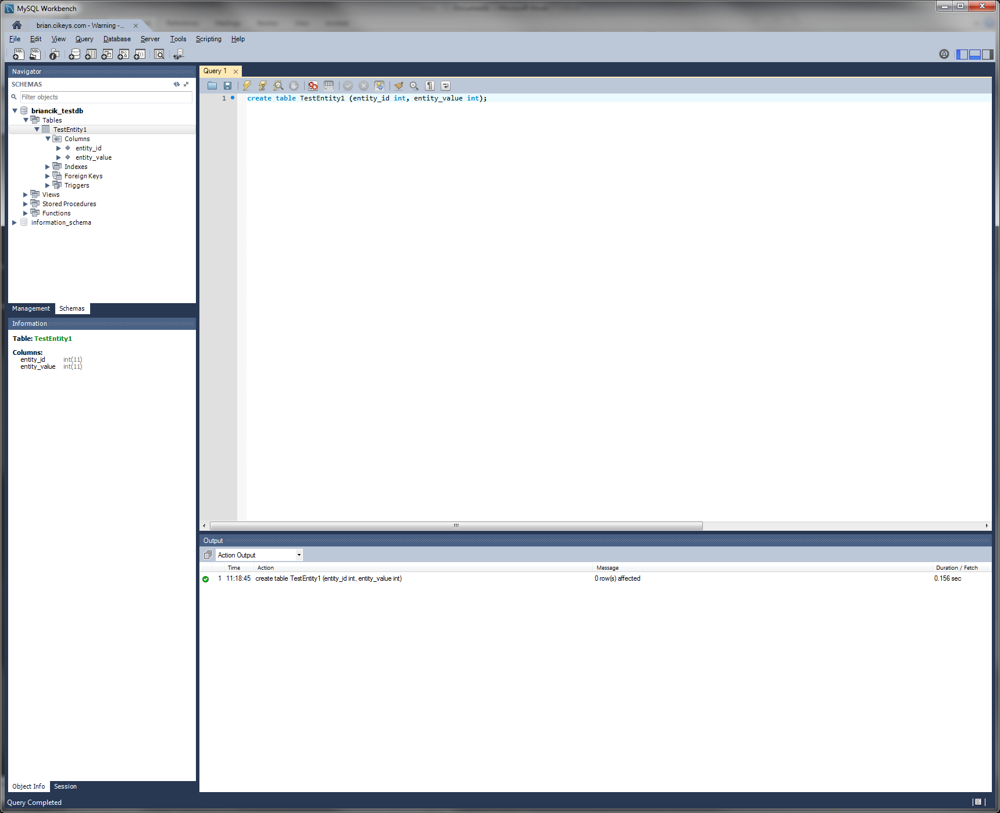 MySQL Workbench
brian.cikeys.com - Warning -...
File Edit View Query Database Server Tools Scripting Help
Navigator
SCHEMAS
Filter objects
briancik_testdb
Tables
TestEntity1
Columns
entity_id
entity_value
Indexes
Foreign Keys
Triggers
Views
Stored Procedures
Functions
information_schema
Management Schemas
Information
Table: TestEntity1
Columns:
entity_id int(11)
entity_value int(11)
Object Info Session
Query 1
1 create table TestEntity1 (entity_id int, entity_value int);
Output
Action Output
Time Action Message Duration / Fetch
1 11:18:45 create table TestEntity1 (entity_id int, entity_value int) 0 row(s) affected 0.156 sec
Query Completed